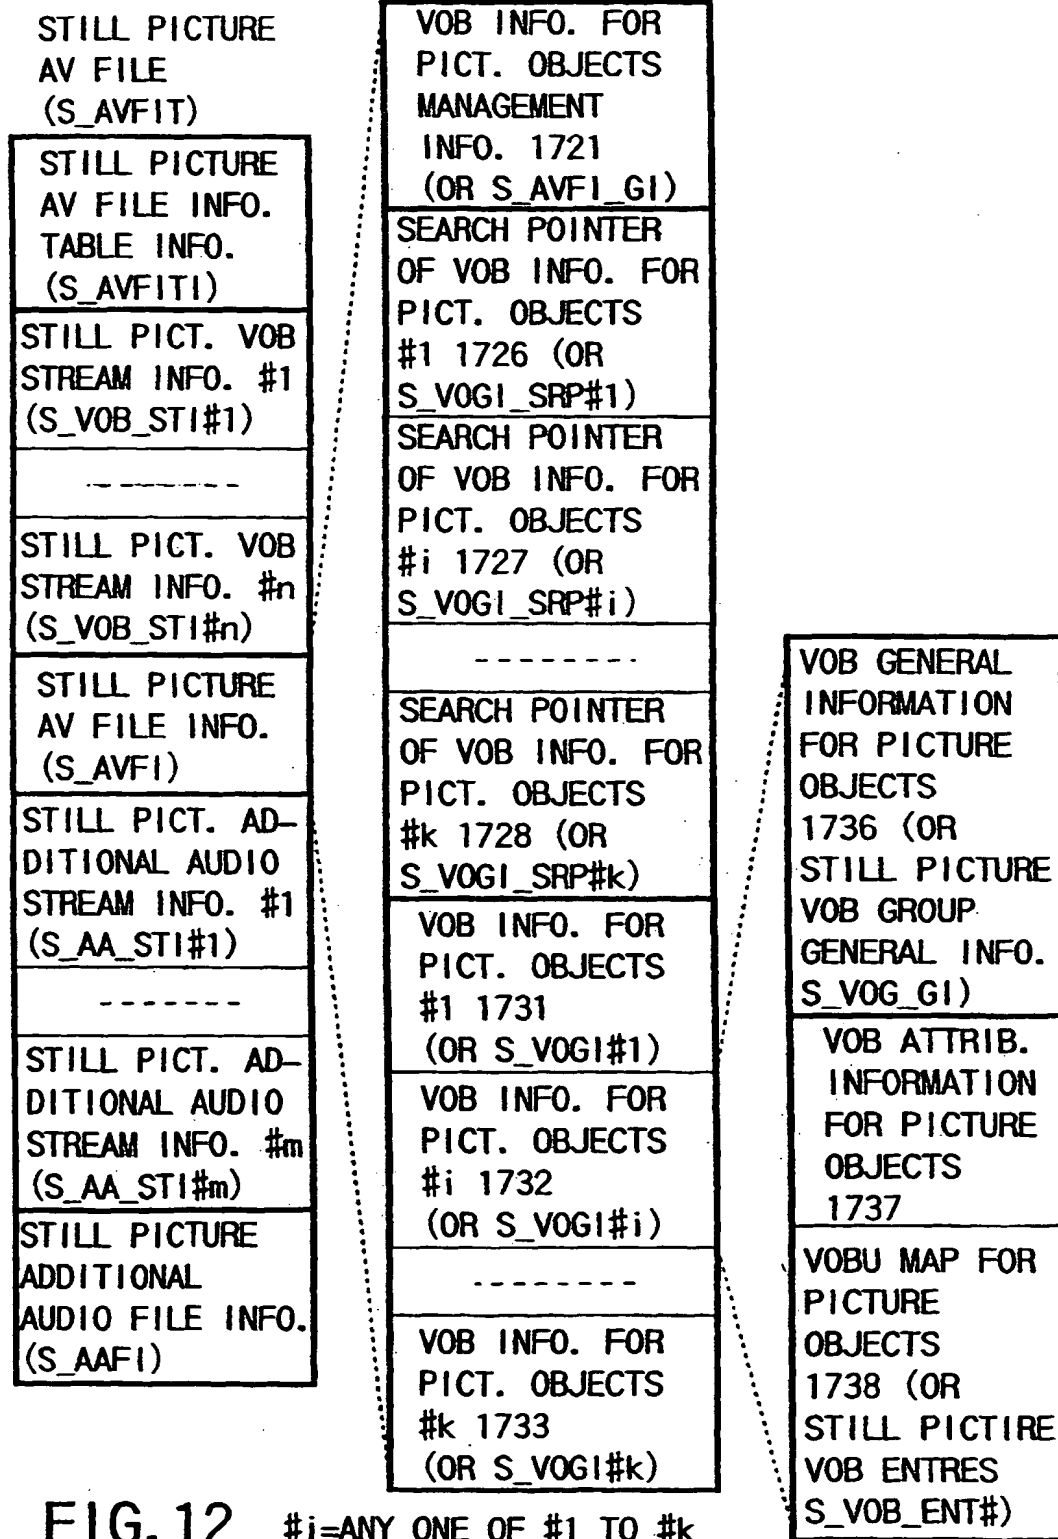 STILL PICTURE
AV FILE
(S_AVFIT)
STILL PICTURE
AV FILE INFO.
TABLE INFO.
(S_AVFITI)
STILL PICT. VOB
STREAM INFO. #1
(S_VOB_STI#1)
--------
STILL PICT. VOB
STREAM INFO. #n
(S_VOB_STI#n)
STILL PICTURE
AV FILE INFO.
(S_AVFI)
STILL PICT. AD-
DITIONAL AUDIO
STREAM INFO. #1
(S_AA_STI#1)
-------
STILL PICT. AD-
DITIONAL AUDIO
STREAM INFO. #m
(S_AA_STI#m)
STILL PICTURE
ADDITIONAL
AUDIO FILE INFO.
(S_AAFI)
VOB INFO. FOR
PICT. OBJECTS
MANAGEMENT
INFO. 1721
(OR S_AVFI_GI)
SEARCH POINTER
OF VOB INFO. FOR
PICT. OBJECTS
#1 1726 (OR
S_VOGI_SRP#1)
SEARCH POINTER
OF VOB INFO. FOR
PICT. OBJECTS
#i 1727 (OR
S_VOGI_SRP#i)
--------
SEARCH POINTER
OF VOB INFO. FOR
PICT. OBJECTS
#k 1728 (OR
S_VOGI_SRP#k)
VOB INFO. FOR
PICT. OBJECTS
#1 1731
(OR S_VOGI#1)
VOB INFO. FOR
PICT. OBJECTS
#i 1732
(OR S_VOGI#i)
--------
VOB INFO. FOR
PICT. OBJECTS
#k 1733
(OR S_VOGI#k)
VOB GENERAL
INFORMATION
FOR PICTURE
OBJECTS
1736 (OR
STILL PICTURE
VOB GROUP
GENERAL INFO.
S_VOG_GI)
VOB ATTRIB.
INFORMATION
FOR PICTURE
OBJECTS
1737
VOBU MAP FOR
PICTURE
OBJECTS
1738 (OR
STILL PICTIRE
VOB ENTRES
S_VOB_ENT#)
FIG. 12 #i=ANY ONE OF #1 TO #k